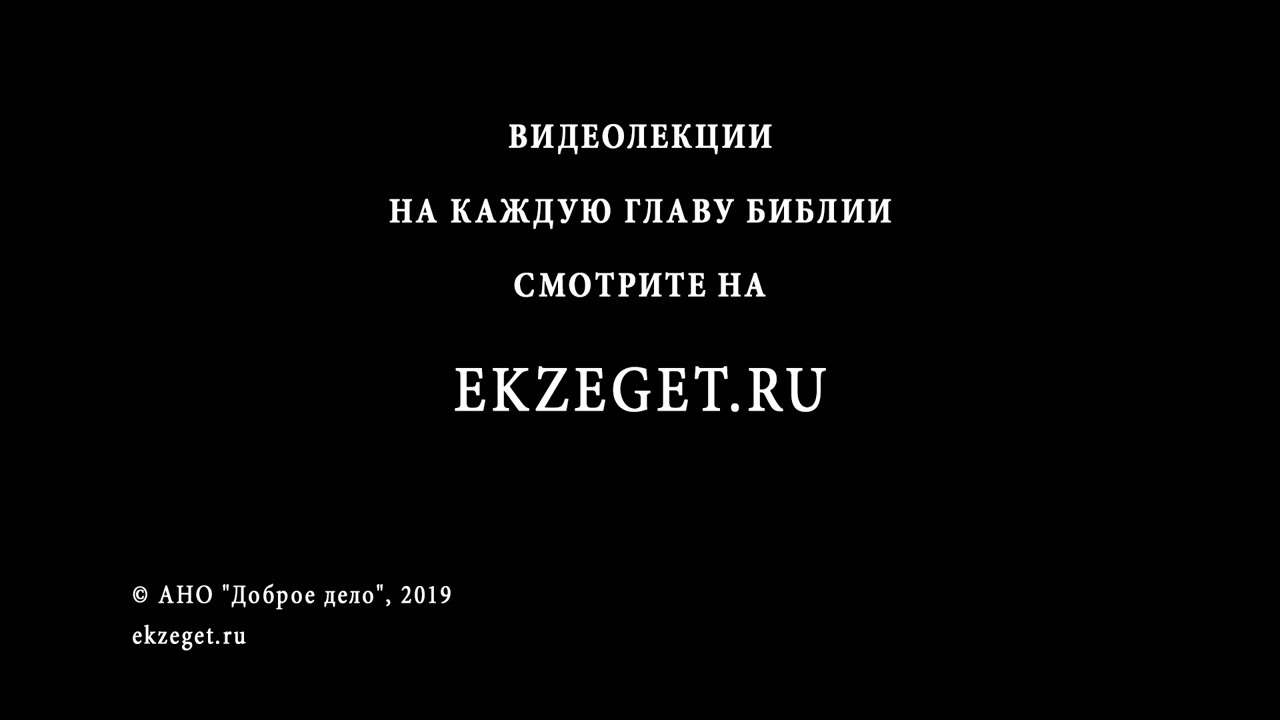 ВИДЕОЛЕКЦИИ
НА КАЖДУЮ ГЛАВУ БИБЛИИ
СМОТРИТЕ НА
EKZEGET.RU
© АНО "Доброе дело", 2019
ekzeget.ru